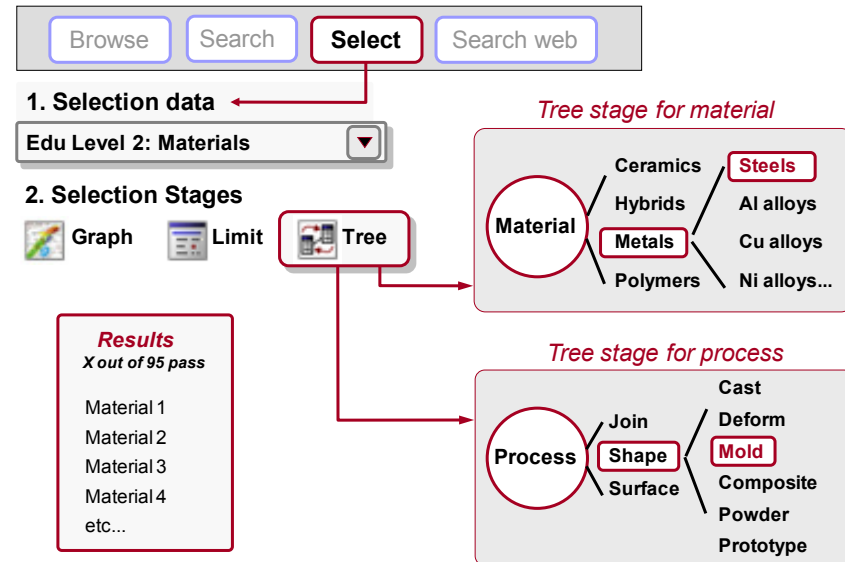 Browse
Search
Select
Search web
1. Selection data
Edu Level 2: Materials
2. Selection Stages
Graph
Limit
Tree
Results
X out of 95 pass
Material 1
Material 2
Material 3
Material 4
etc...
Tree stage for material
Material
Ceramics
Hybrids
Metals
Polymers
Steels
Al alloys
Cu alloys
Ni alloys...
Tree stage for process
Process
Join
Shape
Surface
Cast
Deform
Mold
Composite
Powder
Prototype